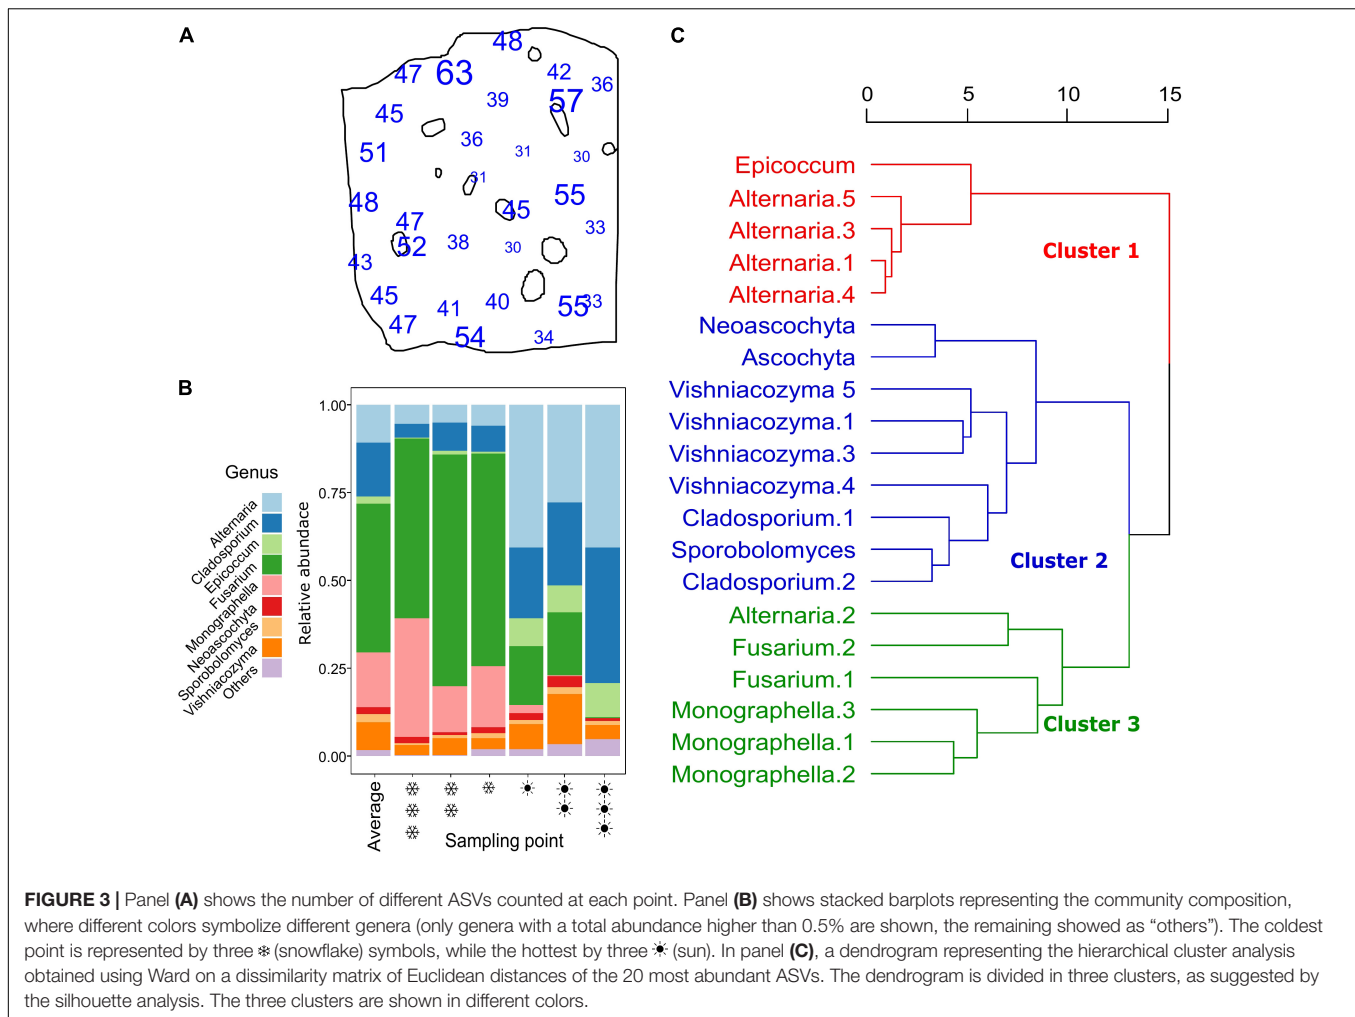 A
48
47 63 42 36
39 57
45
36
51 31 30
31
48 55
45
47 33
52 38 30
43
45 40 55 33
41
47 54 34
B
1.00
0.75
0.50
0.25
0.00
Relative abundance
Genus
Alternaria
Cladosporium
Epicoccum
Fusarium
Monographella
Neoascochyta
Sporobolomyces
Vishniacozyma
Others
Average
Sampling point
C
0 5 10 15
Epicoccum
Alternaria.5
Alternaria.3
Alternaria.1
Alternaria.4
Cluster 1
Neoascochyta
Ascochyta
Vishniacozyma 5
Vishniacozyma.1
Vishniacozyma.3
Vishniacozyma.4
Cladosporium.1
Sporobolomyces
Cladosporium.2
Cluster 2
Alternaria.2
Fusarium.2
Fusarium.1
Monographella.3
Monographella.1
Monographella.2
Cluster 3
FIGURE 3 | Panel (A) shows the number of different ASVs counted at each point. Panel (B) shows stacked barplots representing the community composition,
where different colors symbolize different genera (only genera with a total abundance higher than 0.5% are shown, the remaining showed as “others”). The coldest
point is represented by three ❄ (snowflake) symbols, while the hottest by three ☀ (sun). In panel (C), a dendrogram representing the hierarchical cluster analysis
obtained using Ward on a dissimilarity matrix of Euclidean distances of the 20 most abundant ASVs. The dendrogram is divided in three clusters, as suggested by
the silhouette analysis. The three clusters are shown in different colors.